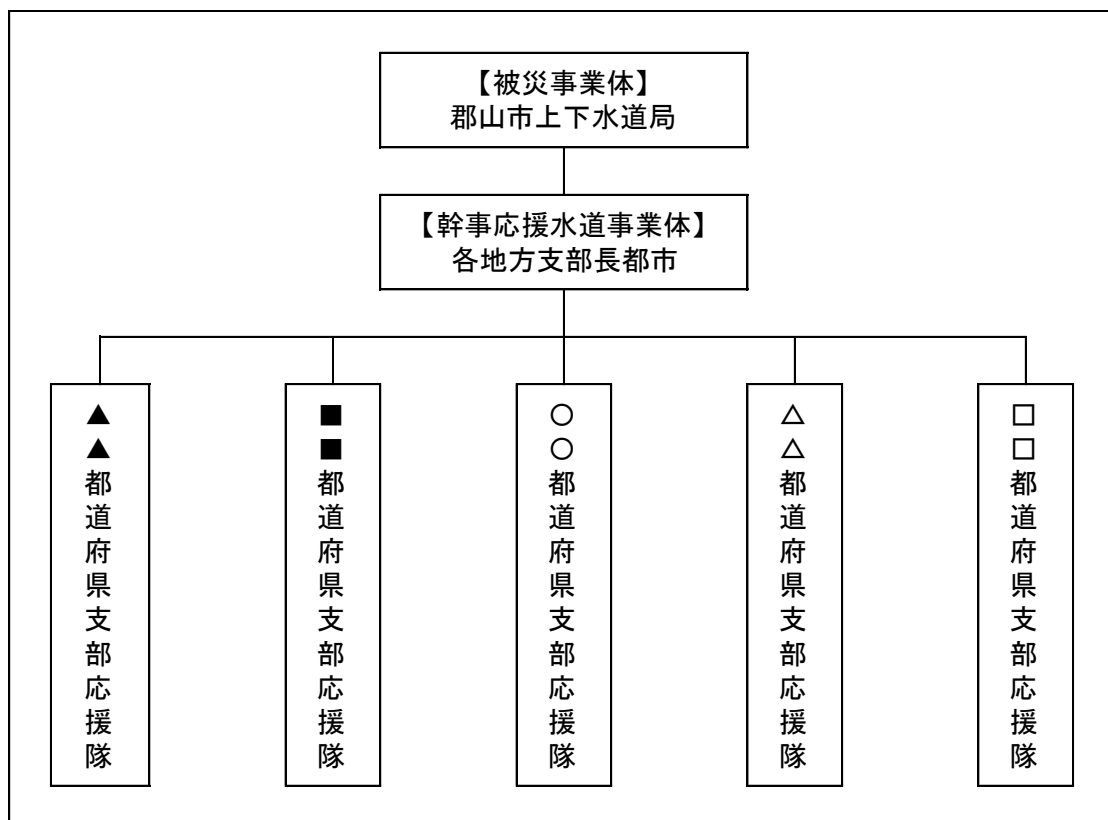 【被災事業体】
郡山市上下水道局
【幹事応援水道事業体】
各地方支部長都市
▲▲都道府県支部応援隊
■■都道府県支部応援隊
○○都道府県支部応援隊
△△都道府県支部応援隊
□□都道府県支部応援隊